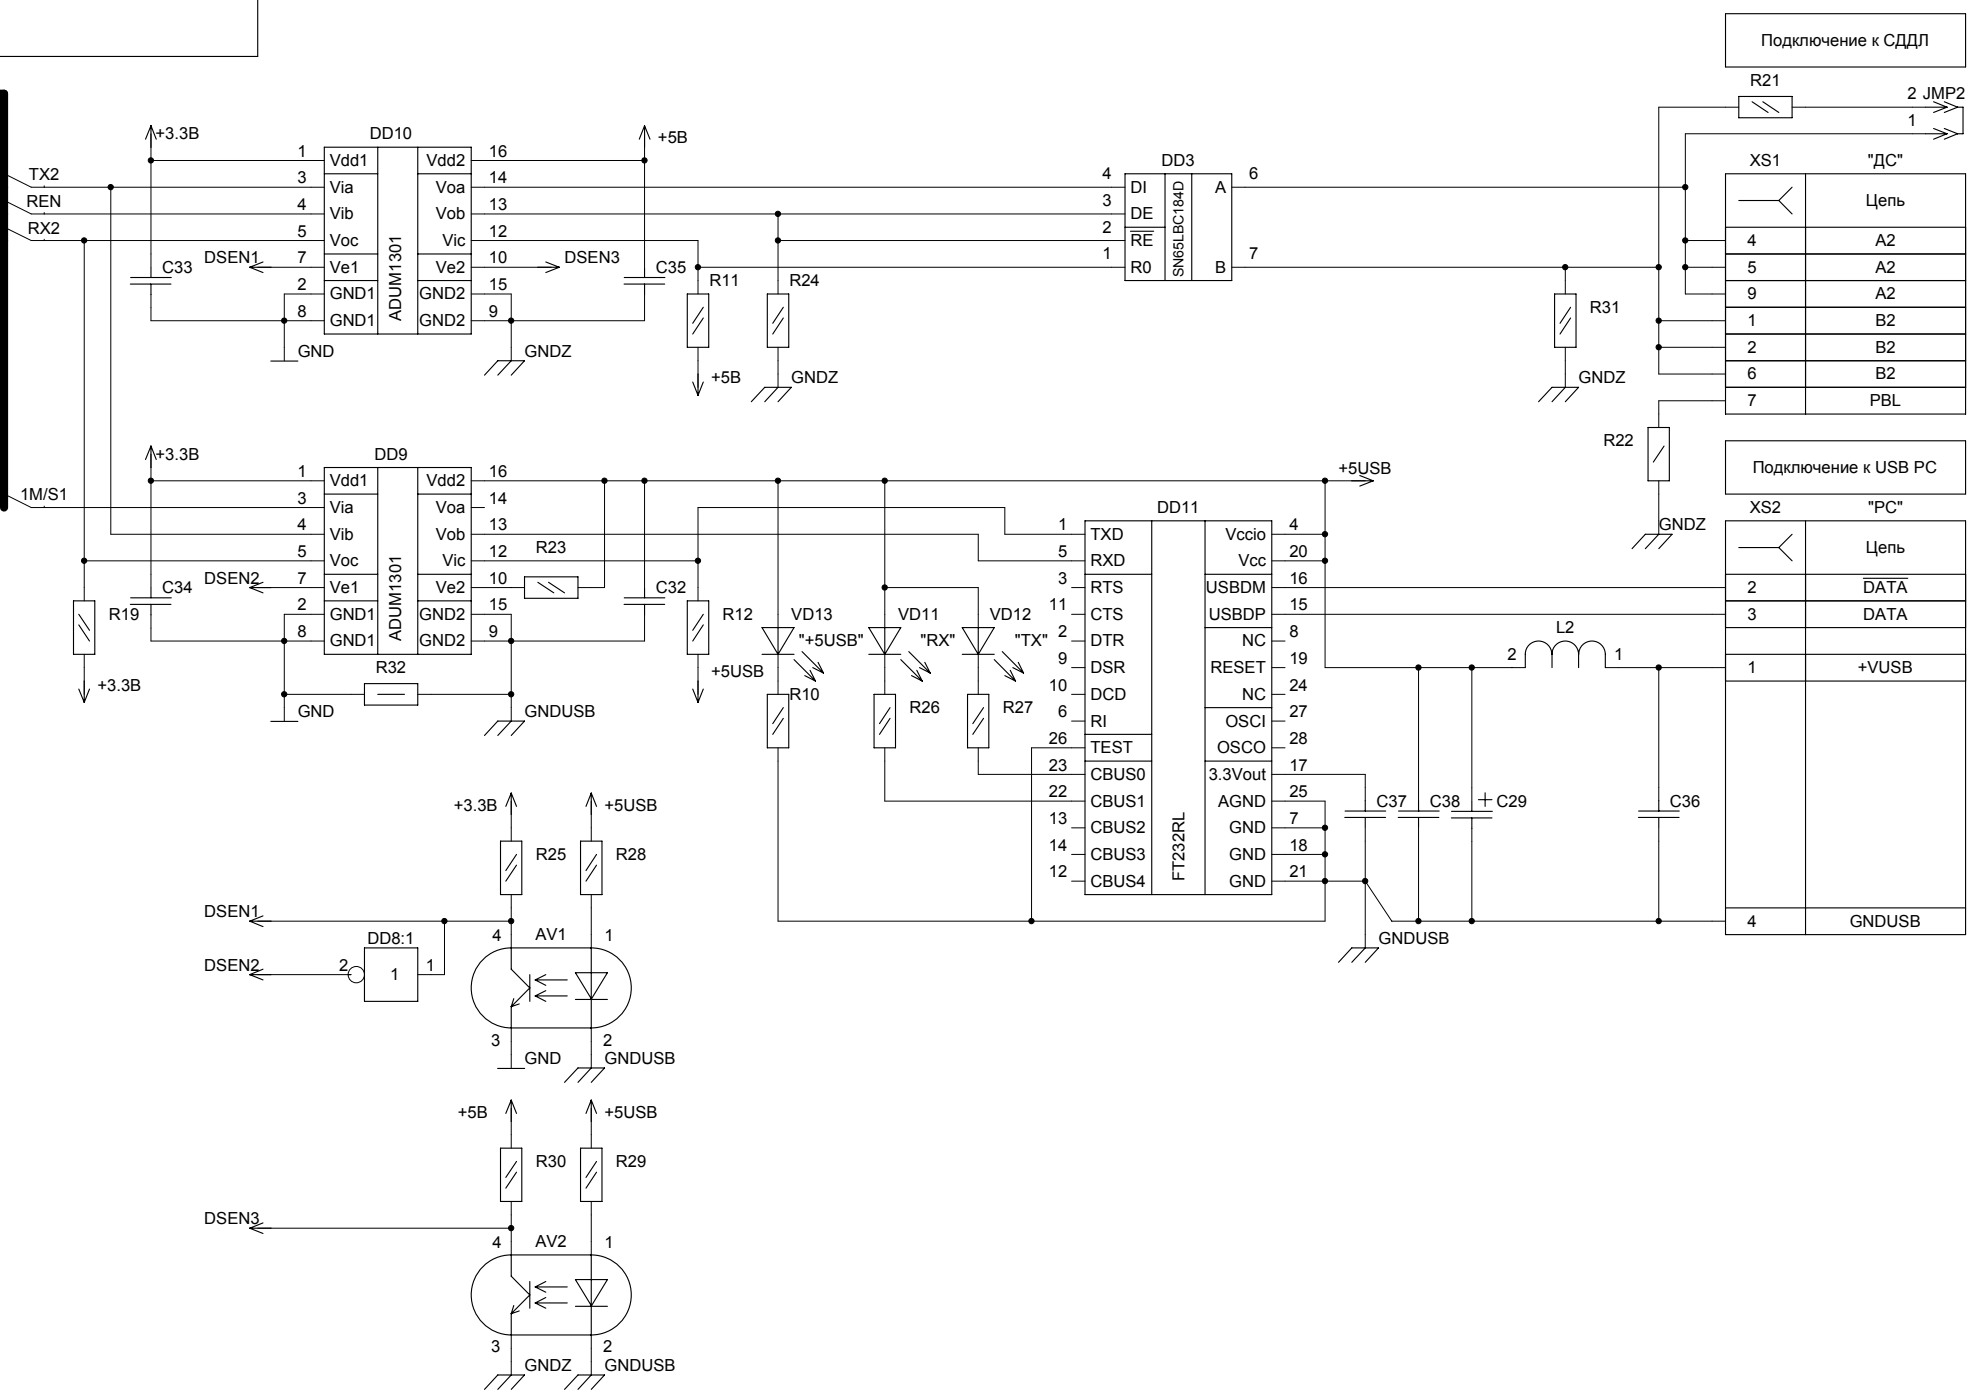 Подключение к СДДЛ
R21
2 JMP2
1
+3.3В
DD10
+5В
TX2
REN
RX2
1 Vdd1 Vdd2 16
3 Via Voa 14
4 Vib Vob 13
5 Voc Vic 12
DSEN1 7 Ve1 Ve2 10 DSEN3
2 GND1 GND2 15
8 GND1 GND2 9
ADUM1301
C33
C35
GND
GNDZ
R11
+5В
R24
GNDZ
DD3
4 DI A 6
3 DE
2 RE
1 R0 B 7
SN65LBC184D
R31
GNDZ
XS1 "ДС"
Цепь
4 A2
5 A2
9 A2
1 B2
2 B2
6 B2
7 PBL
R22
GNDZ
Подключение к USB PC
+3.3В
DD9
1M/S1
1 Vdd1 Vdd2 16
3 Via Voa 14
4 Vib Vob 13
5 Voc Vic 12
DSEN2 7 Ve1 Ve2 10
2 GND1 GND2 15
8 GND1 GND2 9
ADUM1301
R23
C34
C32
R19
+3.3В
R32
GND
GNDUSB
R12
+5USB
VD13
"+5USB"
R10
VD11
"RX"
R26
VD12
"TX"
R27
+5USB
DD11
1 TXD Vccio 4
5 RXD Vcc 20
3 RTS USBDM 16
11 CTS USBDP 15
2 DTR NC 8
9 DSR RESET 19
10 DCD NC 24
6 RI OSCI 27
26 TEST OSCO 28
23 CBUS0 3.3Vout 17
22 CBUS1 AGND 25
13 CBUS2 GND 7
14 CBUS3 GND 18
12 CBUS4 GND 21
FT232RL
XS2 "PC"
Цепь
2 DATA
3 DATA
1 +VUSB
4 GNDUSB
L2
2 1
C37
C38
+ C29
C36
GNDUSB
+3.3В
+5USB
R25
R28
DSEN1
DD8:1
DSEN2 2 1 1
4 AV1 1
3 2
GND
GNDUSB
+5В
+5USB
R30
R29
DSEN3
4 AV2 1
3 2
GNDZ
GNDUSB